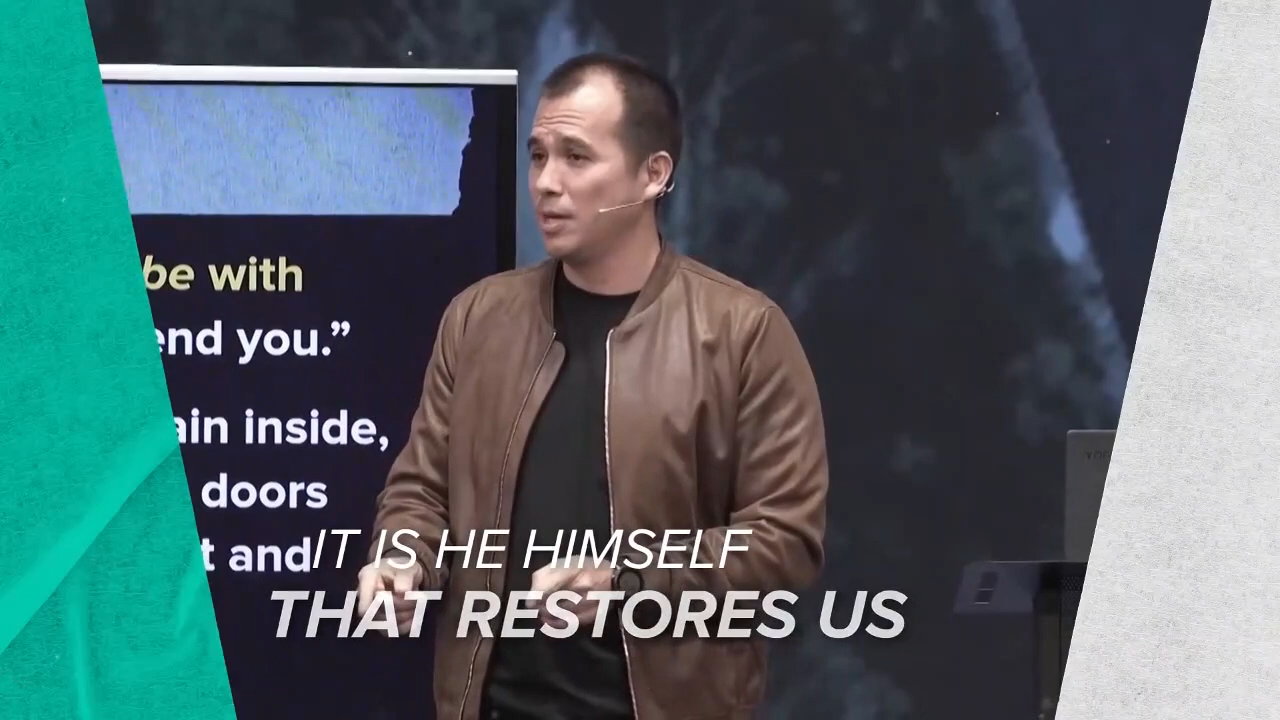 be with
end you.”
ain inside,
doors
t and
IT IS HE HIMSELF
THAT RESTORES US